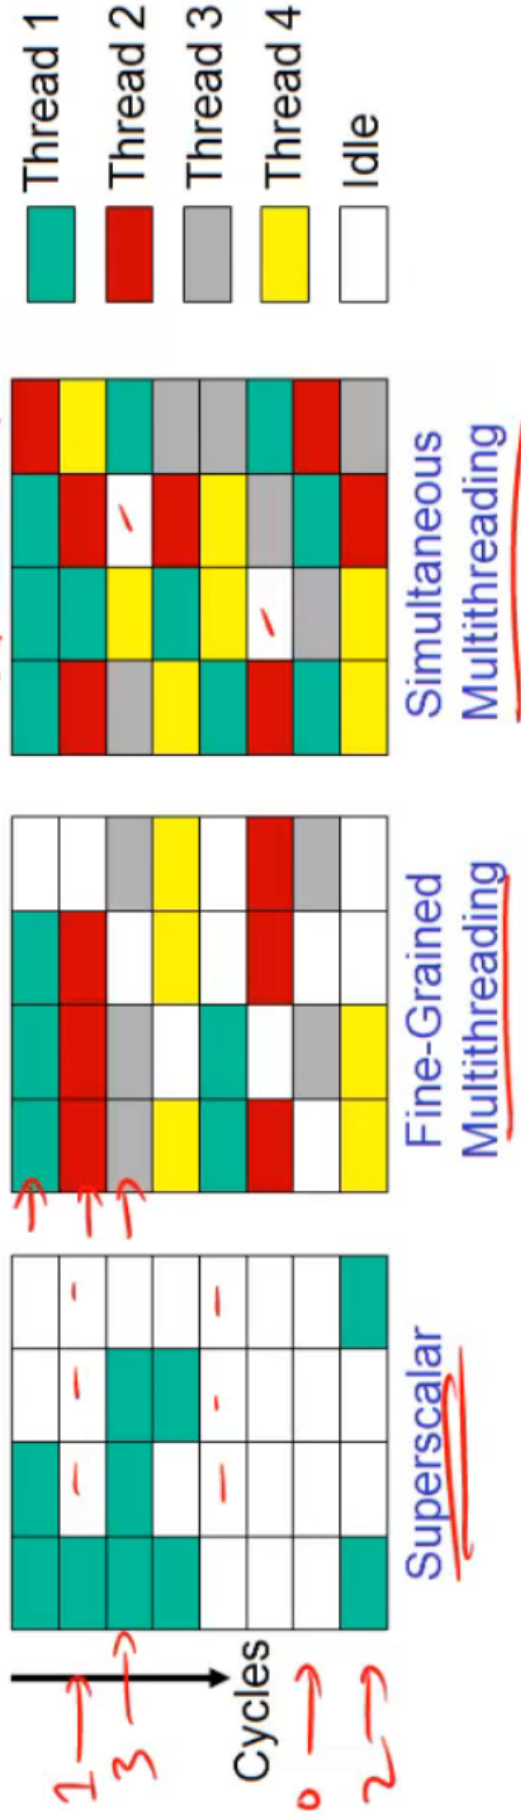 1
3
Cycles
0
2
Superscalar
Fine-Grained
Multithreading
Simultaneous
Multithreading
Thread 1
Thread 2
Thread 3
Thread 4
Idle